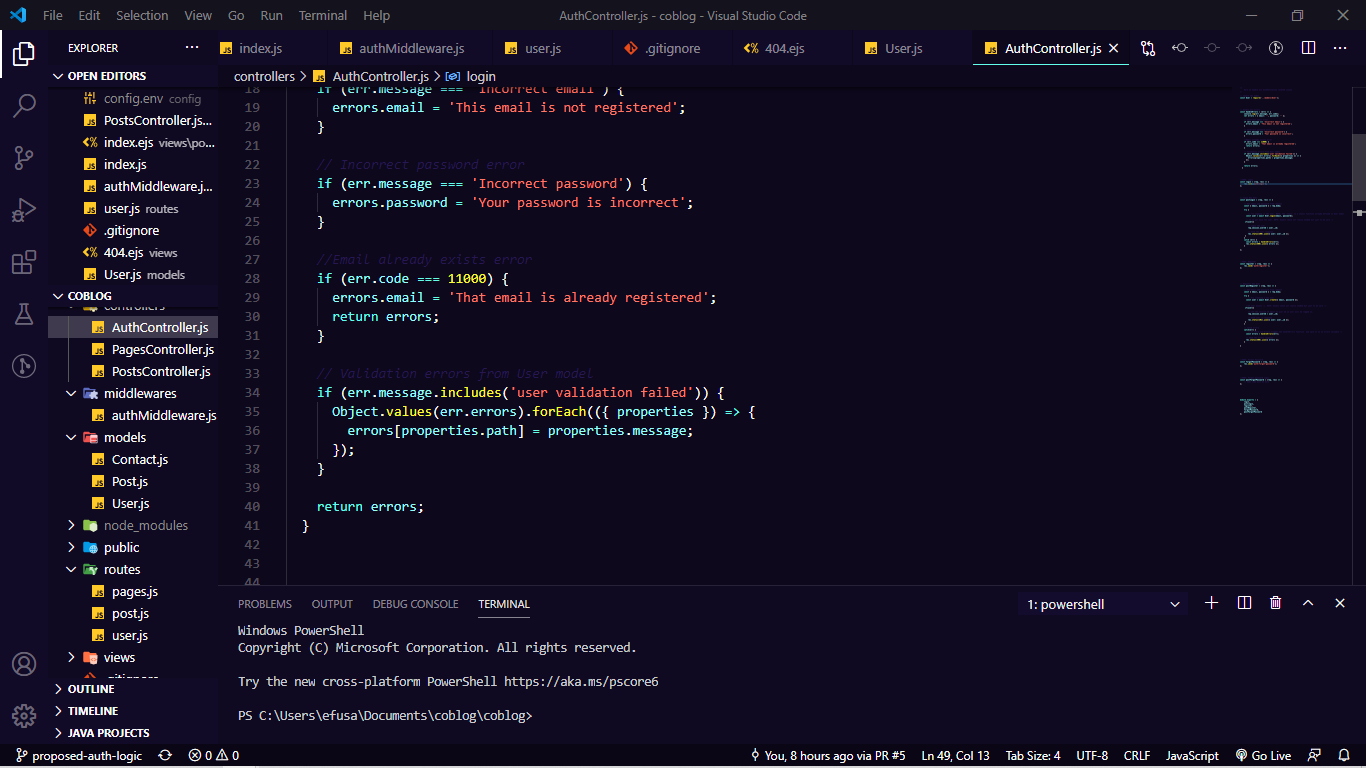 File Edit Selection View Go Run Terminal Help
AuthController.js - coblog - Visual Studio Code
EXPLORER
OPEN EDITORS
config.env config
PostsController.js...
index.ejs views\po...
index.js
authMiddleware.j...
user.js routes
.gitignore
404.ejs views
User.js models
COBLOG
controllers
AuthController.js
PagesController.js
PostsController.js
middlewares
authMiddleware.js
models
Contact.js
Post.js
User.js
node_modules
public
routes
pages.js
post.js
user.js
views
.gitignore
OUTLINE
TIMELINE
JAVA PROJECTS
index.js authMiddleware.js user.js .gitignore 404.ejs User.js AuthController.js
controllers > AuthController.js > login
18 if (err.message === 'Incorrect email') {
19 errors.email = 'This email is not registered';
20 }
21
22 // Incorrect password error
23 if (err.message === 'Incorrect password') {
24 errors.password = 'Your password is incorrect';
25 }
26
27 //Email already exists error
28 if (err.code === 11000) {
29 errors.email = 'That email is already registered';
30 return errors;
31 }
32
33 // Validation errors from User model
34 if (err.message.includes('user validation failed')) {
35 Object.values(err.errors).forEach(({ properties }) => {
36 errors[properties.path] = properties.message;
37 });
38 }
39
40 return errors;
41 }
42
43
44
PROBLEMS OUTPUT DEBUG CONSOLE TERMINAL
1: powershell
Windows PowerShell
Copyright (C) Microsoft Corporation. All rights reserved.
Try the new cross-platform PowerShell https://aka.ms/pscore6
PS C:\Users\efusa\Documents\coblog\coblog>
proposed-auth-logic 0 0
You, 8 hours ago via PR #5 Ln 49, Col 13 Tab Size: 4 UTF-8 CRLF JavaScript Go Live